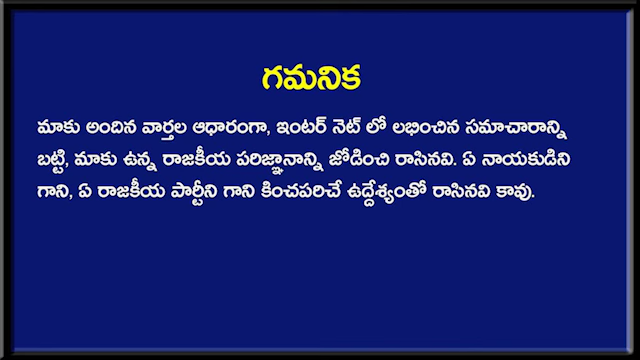 గమనిక
మాకు అందిన వార్తల ఆధారంగా, ఇంటర్ నెట్ లో లభించిన సమాచారాన్ని
బట్టి, మాకు ఉన్న రాజకీయ పరిజ్ఞానాన్ని జోడించి రాసినవి. ఏ నాయకుడిని
గాని, ఏ రాజకీయ పార్టీని గాని కించపరిచే ఉద్దేశ్యంతో రాసినవి కావు.